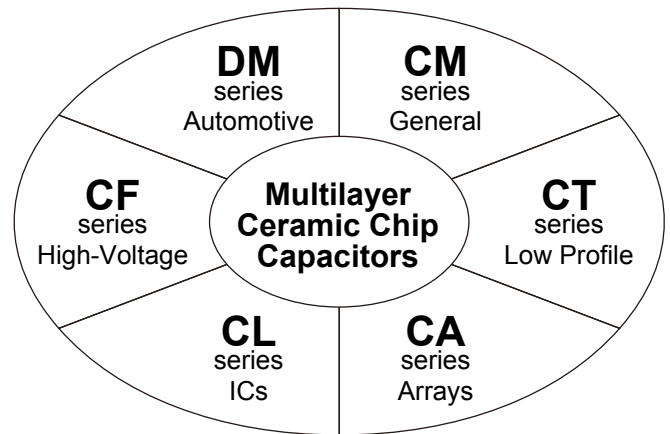 DM
series
Automotive
CM
series
General
CF
series
High-Voltage
Multilayer
Ceramic Chip
Capacitors
CT
series
Low Profile
CL
series
ICs
CA
series
Arrays